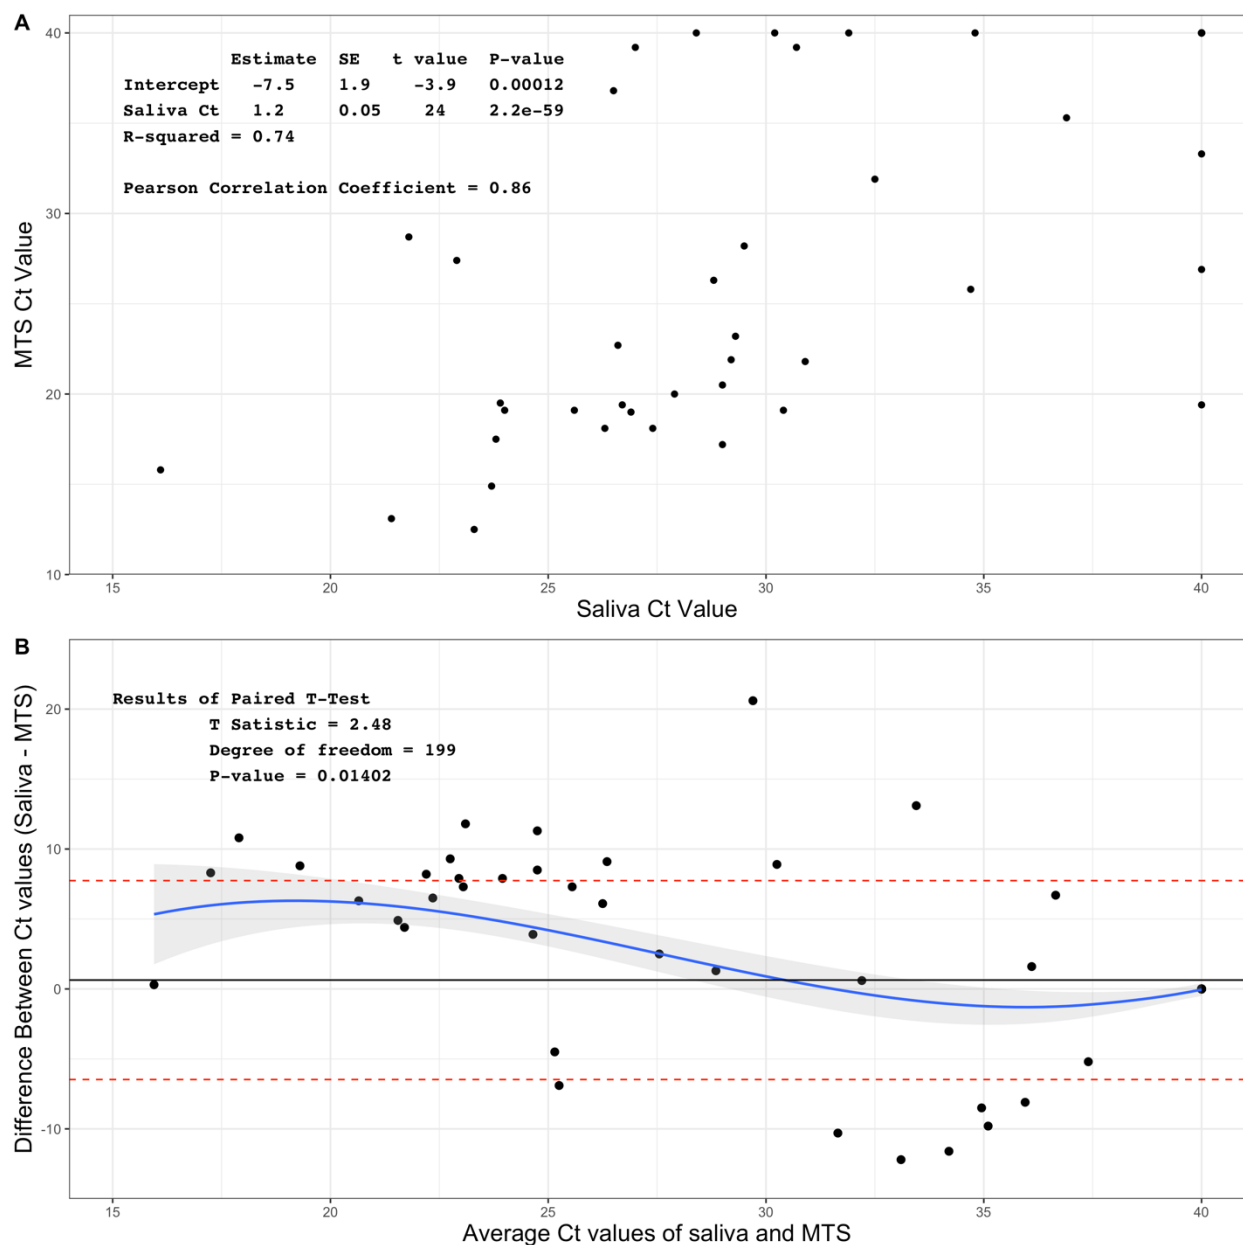 A
40
30
20
10
MTS Ct Value
Estimate SE t value P-value
Intercept -7.5 1.9 -3.9 0.00012
Saliva Ct 1.2 0.05 24 2.2e-59
R-squared = 0.74
Pearson Correlation Coefficient = 0.86
15 20 25 30 35 40
Saliva Ct Value
B
20
10
0
-10
Difference Between Ct values (Saliva - MTS)
Results of Paired T-Test
T Satistic = 2.48
Degree of freedom = 199
P-value = 0.01402
15 20 25 30 35 40
Average Ct values of saliva and MTS